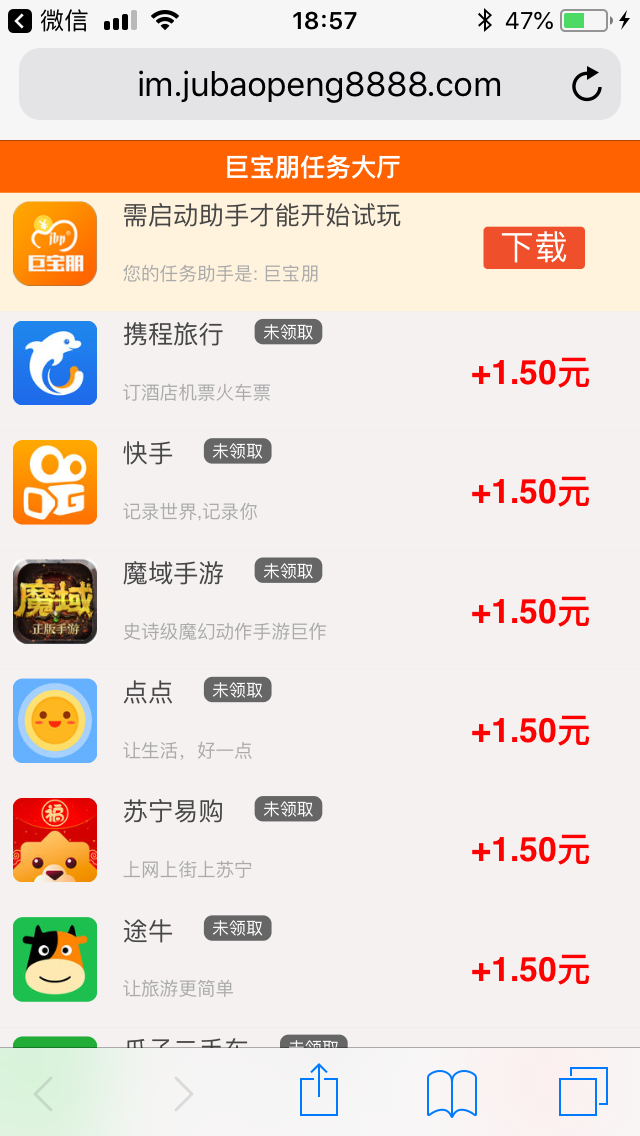 微信
18:57
47%
im.jubaopeng8888.com
巨宝朋任务大厅
jbp
巨宝朋
需启动助手才能开始试玩
下载
您的任务助手是: 巨宝朋
携程旅行 未领取
+1.50元
订酒店机票火车票
快手 未领取
+1.50元
记录世界,记录你
魔域
正版手游
魔域手游 未领取
+1.50元
史诗级魔幻动作手游巨作
点点 未领取
+1.50元
让生活，好一点
福
苏宁易购 未领取
+1.50元
上网上街上苏宁
途牛 未领取
+1.50元
让旅游更简单
瓜子二手车 未领取